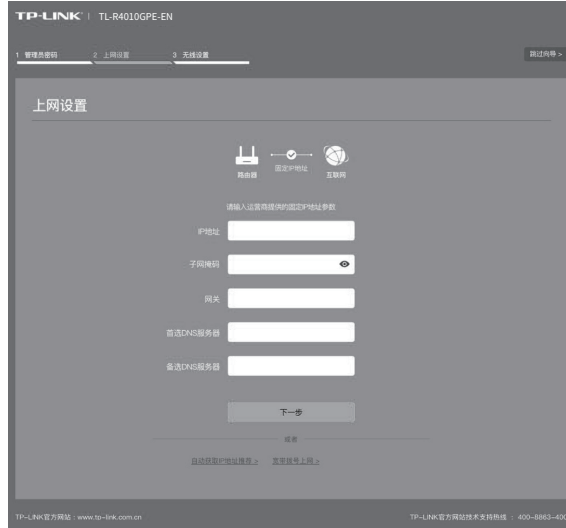 TP-LINK | TL-R4010GPE-EN
1 管理员密码 2 上网设置 3 无线设置 跳过向导 >
上网设置
路由器 固定IP地址 互联网
请输入运营商提供的固定IP地址参数
IP地址
子网掩码
网关
首选DNS服务器
备选DNS服务器
下一步
或者
自动获取IP地址推荐 > 宽带拨号上网 >
TP-LINK官方网站：www.tp-link.com.cn TP-LINK官方网站技术支持热线 ： 400-8863-400